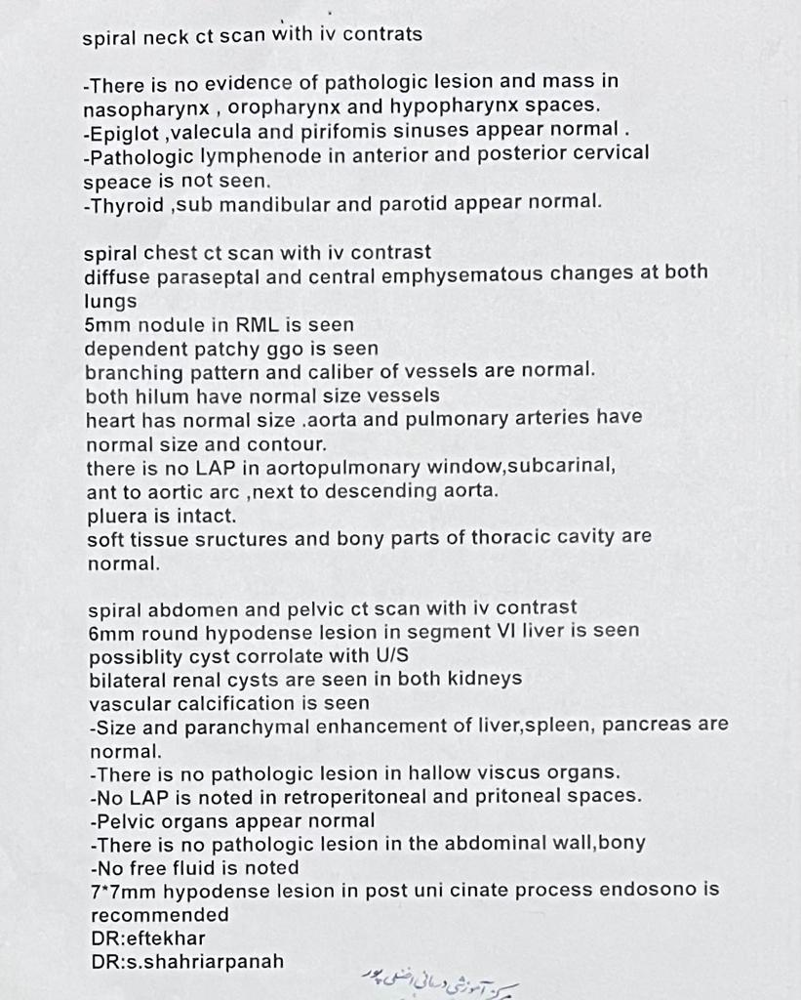 spiral neck ct scan with iv contrats
-There is no evidence of pathologic lesion and mass in
nasopharynx , oropharynx and hypopharynx spaces.
-Epiglot ,valecula and pirifomis sinuses appear normal .
-Pathologic lymphenode in anterior and posterior cervical
speace is not seen.
-Thyroid ,sub mandibular and parotid appear normal.
spiral chest ct scan with iv contrast
diffuse paraseptal and central emphysematous changes at both
lungs
5mm nodule in RML is seen
dependent patchy ggo is seen
branching pattern and caliber of vessels are normal.
both hilum have normal size vessels
heart has normal size .aorta and pulmonary arteries have
normal size and contour.
there is no LAP in aortopulmonary window,subcarinal,
ant to aortic arc ,next to descending aorta.
pluera is intact.
soft tissue sructures and bony parts of thoracic cavity are
normal.
spiral abdomen and pelvic ct scan with iv contrast
6mm round hypodense lesion in segment VI liver is seen
possiblity cyst corrolate with U/S
bilateral renal cysts are seen in both kidneys
vascular calcification is seen
-Size and paranchymal enhancement of liver,spleen, pancreas are
normal.
-There is no pathologic lesion in hallow viscus organs.
-No LAP is noted in retroperitoneal and pritoneal spaces.
-Pelvic organs appear normal
-There is no pathologic lesion in the abdominal wall,bony
-No free fluid is noted
7*7mm hypodense lesion in post uni cinate process endosono is
recommended
DR:eftekhar
DR:s.shahriarpanah
مرکز آموزشی درمانی افضلی پور